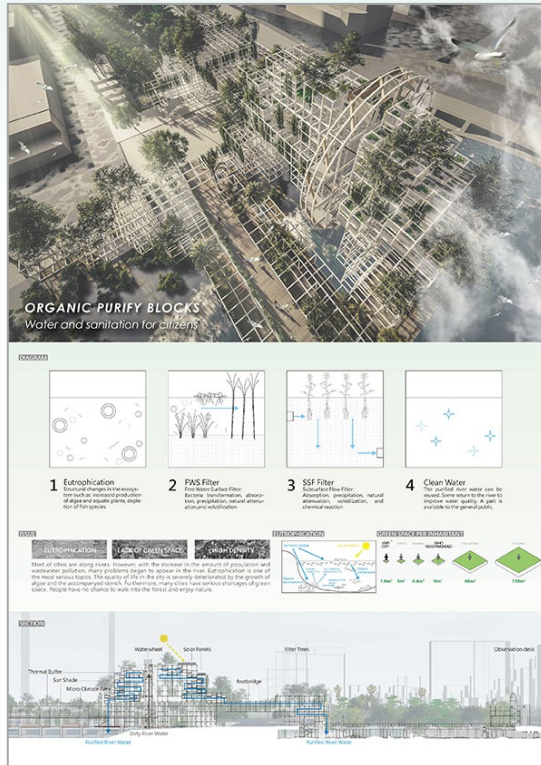 ORGANIC PURIFY BLOCKS
Water and sanitation for citizens
DIAGRAM
1 Eutrophication
Structural changes in the ecosys-
tem such as increased production
of algae and aquatic plants, deple-
tion of fish species.
2 FWS Filter
Free Water Surface Filter:
Bacteria transformation, absorp-
tion, precipitation, natural attenu-
ation and volatilization
3 SSF Filter
Subsurface Flow Filter:
Absorption, precipitation, natural
attenuation, volatilization, and
chemical reaction
4 Clean Water
The purified river water can be
reused. Some return to the river to
improve water quality. A part is
available to the general public.
ISSUE
EUTROPHICATION
LACK OF GREEN SPACE
HIGH DENSITY
Most of cities are along rivers. However, with the increase in the amount of population and
wastewater pollution, many problems began to appear in the river. Eutrophication is one of
the most serious topics. The quality of life in the city is severely deteriorated by the growth of
algae and the accompanied stench. Furthermore, many cities have serious shortages of green
space. People have no chance to walk into the forest and enjoy nature.
EUTROPHICATION
GREEN SPACE PER INHABITANT
SECTION
Waterwheel
Solar Panels
Filter Trees
Observation deck
Thermal Buffer
Sun Shade
Micro-Climate Area
footbridge
Dirty River Water
Purified River Water
Purified River Water